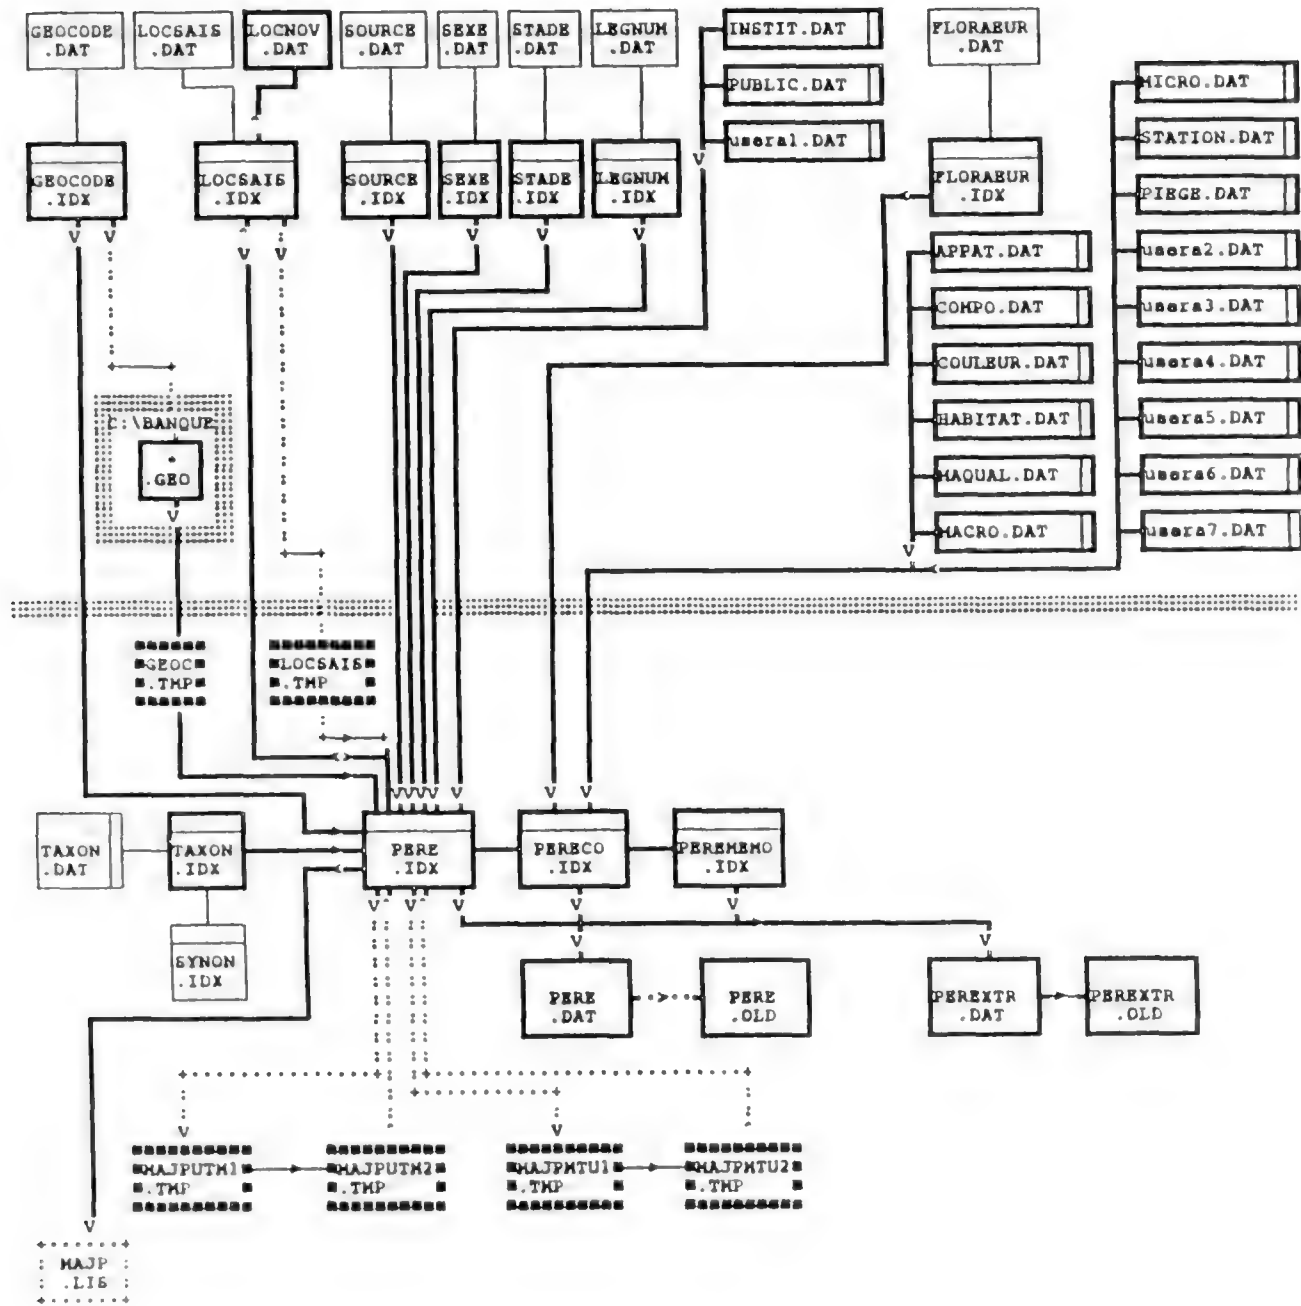 GEOCODE
.DAT
LOCSAIS
.DAT
LOCNOV
.DAT
SOURCE
.DAT
SEXE
.DAT
STADE
.DAT
LEGNUM
.DAT
INSTIT.DAT
PUBLIC.DAT
usera1.DAT
FLORAEUR
.DAT
MICRO.DAT
STATION.DAT
PIEGE.DAT
usera2.DAT
usera3.DAT
usera4.DAT
usera5.DAT
usera6.DAT
usera7.DAT
GEOCODE
.IDX
LOCSAIS
.IDX
SOURCE
.IDX
SEXE
.IDX
STADE
.IDX
LEGNUM
.IDX
FLORAEUR
.IDX
APPAT.DAT
COMPO.DAT
COULEUR.DAT
HABITAT.DAT
MAQUAL.DAT
MACRO.DAT
C:\BANQUE
*
.GEO
GEOC
.TMP
LOCSAIS
.TMP
TAXON
.DAT
TAXON
.IDX
PERE
.IDX
PERECO
.IDX
PEREMEMO
.IDX
SYNON
.IDX
PERE
.DAT
PERE
.OLD
PEREXTR
.DAT
PEREXTR
.OLD
MAJPUTM1
.TMP
MAJPUTM2
.TMP
MAJPMTU1
.TMP
MAJPMTU2
.TMP
MAJP
.LIS